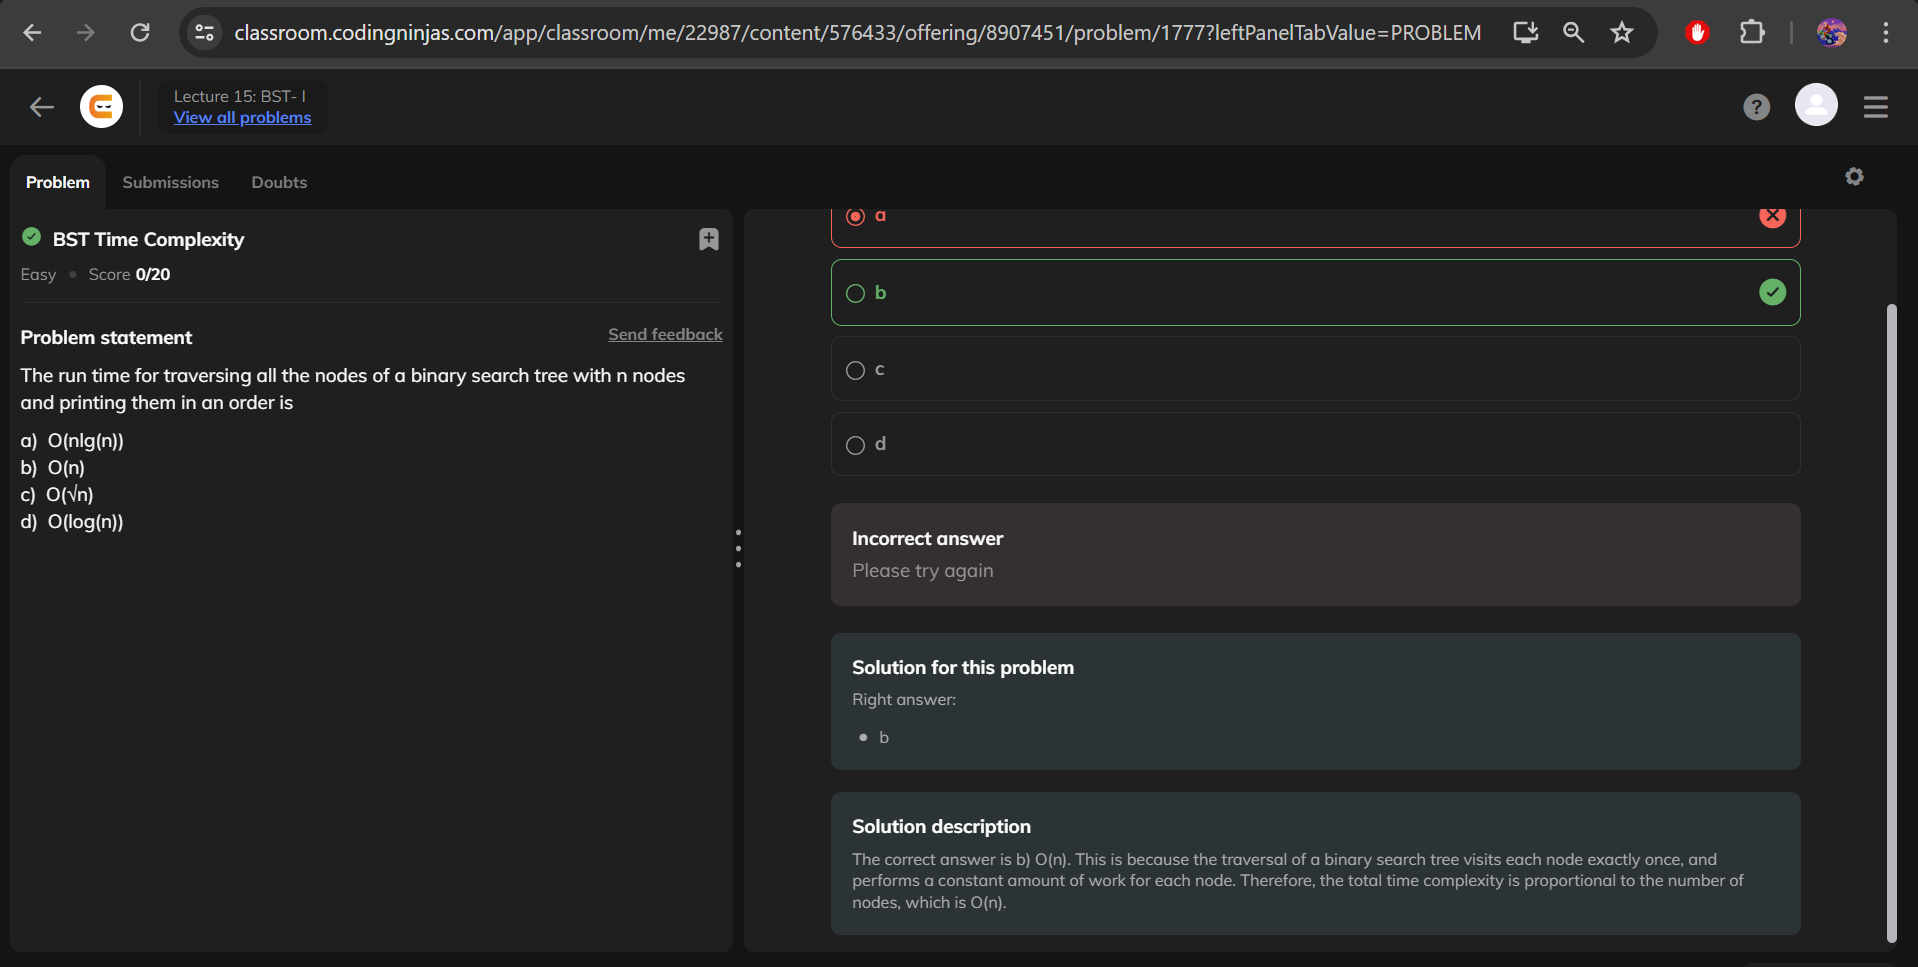 classroom.codingninjas.com/app/classroom/me/22987/content/576433/offering/8907451/problem/1777?leftPanelTabValue=PROBLEM
Lecture 15: BST- I
View all problems
?
Problem Submissions Doubts
BST Time Complexity
Easy • Score 0/20
Problem statement
Send feedback
The run time for traversing all the nodes of a binary search tree with n nodes
and printing them in an order is
a) O(nlg(n))
b) O(n)
c) O(√n)
d) O(log(n))
a
b
c
d
Incorrect answer
Please try again
Solution for this problem
Right answer:
• b
Solution description
The correct answer is b) O(n). This is because the traversal of a binary search tree visits each node exactly once, and
performs a constant amount of work for each node. Therefore, the total time complexity is proportional to the number of
nodes, which is O(n).